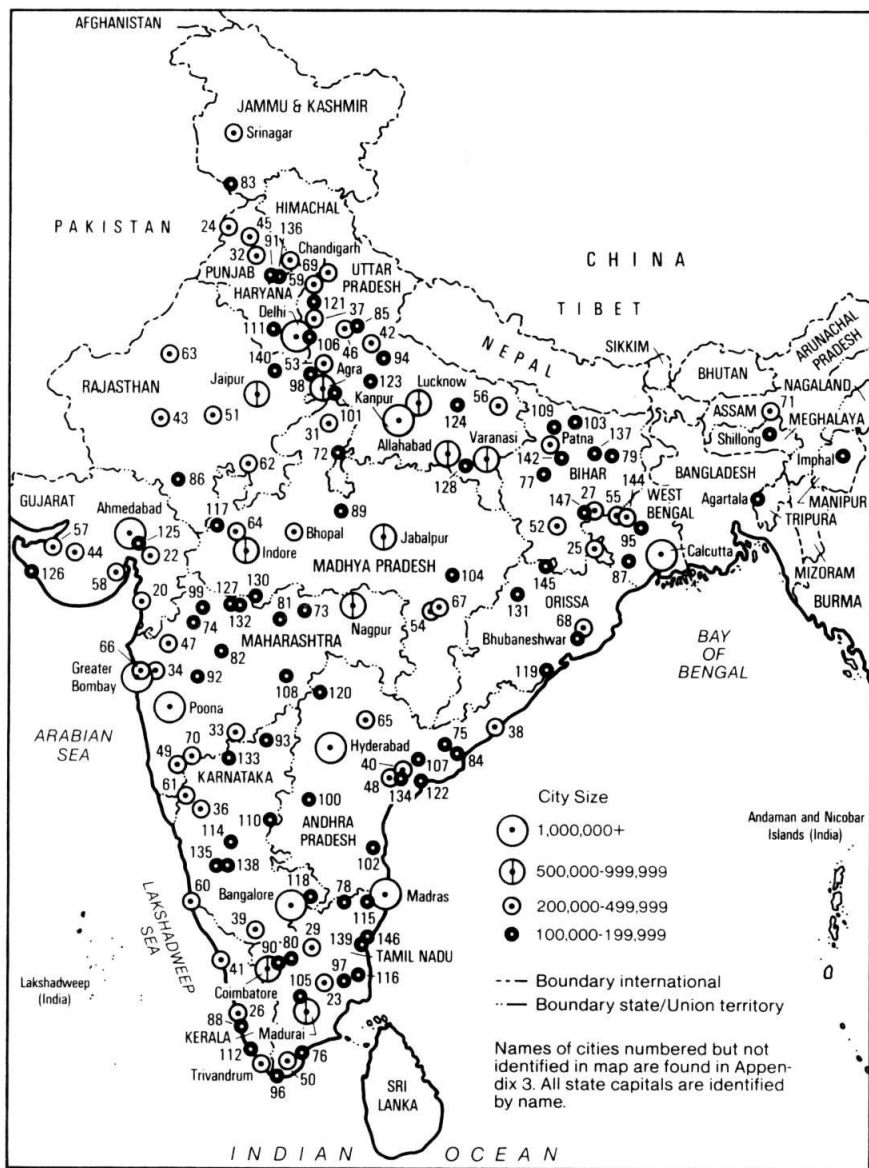 AFGHANISTAN
JAMMU & KASHMIR
Srinagar
83
PAKISTAN
HIMACHAL
24
45
136
91
Chandigarh
CHINA
32
69
PUNJAB
59
UTTAR
PRADESH
HARYANA
TIBET
121
Delhi
37
85
111
42
SIKKIM
ARUNACHAL
PRADESH
106
46
NEPAL
63
140
53
94
BHUTAN
Agra
NAGALAND
RAJASTHAN
Jaipur
98
123
Lucknow
56
ASSAM
71
Kanpur
MEGHALAYA
43
51
101
124
109
103
Shillong
31
Allahabad
Varanasi
Patna
137
Imphal
72
142
79
62
128
BIHAR
BANGLADESH
86
77
144
GUJARAT
WEST
BENGAL
Agartala
MANIPUR
Ahmedabad
117
89
147
27
55
TRIPURA
57
125
64
Bhopal
52
44
22
Indore
Jabalpur
95
Calcutta
25
MIZORAM
126
MADHYA PRADESH
58
130
104
145
87
BURMA
20
99
127
81
73
67
131
ORISSA
132
54
68
74
Nagpur
Bhubaneshwar
MAHARASHTRA
BAY
OF
BENGAL
47
82
66
Greater
Bombay
34
92
108
120
119
Poona
65
33
75
38
ARABIAN
SEA
70
93
Hyderabad
49
40
107
84
133
KARNATAKA
48
134
122
61
36
100
110
ANDHRA
PRADESH
114
102
135
138
118
78
60
Bangalore
Madras
115
LAKSHADWEEP
SEA
39
29
146
80
139
90
TAMIL NADU
41
97
Lakshadweep
(India)
Coimbatore
105
116
23
26
88
KERALA
Madurai
112
76
Trivandrum
50
96
SRI
LANKA
City Size
1,000,000+
500,000-999,999
200,000-499,999
100,000-199,999
Andaman and Nicobar
Islands (India)
Boundary international
Boundary state/Union territory
Names of cities numbered but not
identified in map are found in Appen-
dix 3. All state capitals are identified
by name.
INDIAN OCEAN